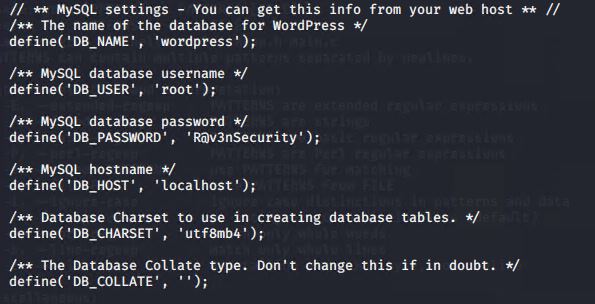 // ** MySQL settings - You can get this info from your web host ** //
/** The name of the database for WordPress */
define('DB_NAME', 'wordpress');
/** MySQL database username */
define('DB_USER', 'root');
/** MySQL database password */
define('DB_PASSWORD', 'R@v3nSecurity');
/** MySQL hostname */
define('DB_HOST', 'localhost');
/** Database Charset to use in creating database tables. */
define('DB_CHARSET', 'utf8mb4');
/** The Database Collate type. Don't change this if in doubt. */
define('DB_COLLATE', '');